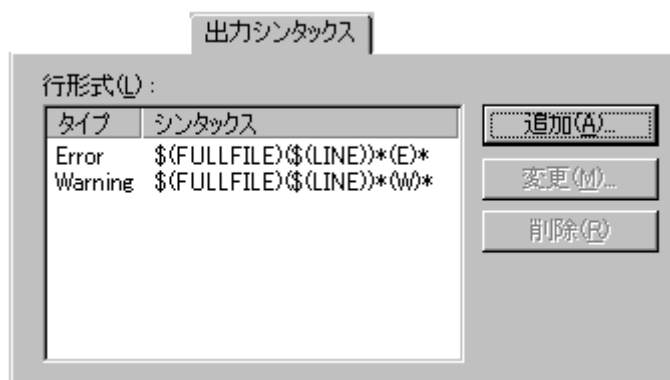 出力シンタックス
行形式(L):
タイプ シンタックス
Error $(FULLFILE)($(LINE))*(E)*
Warning $(FULLFILE)($(LINE))*(W)*
追加(A)...
変更(M)...
削除(R)